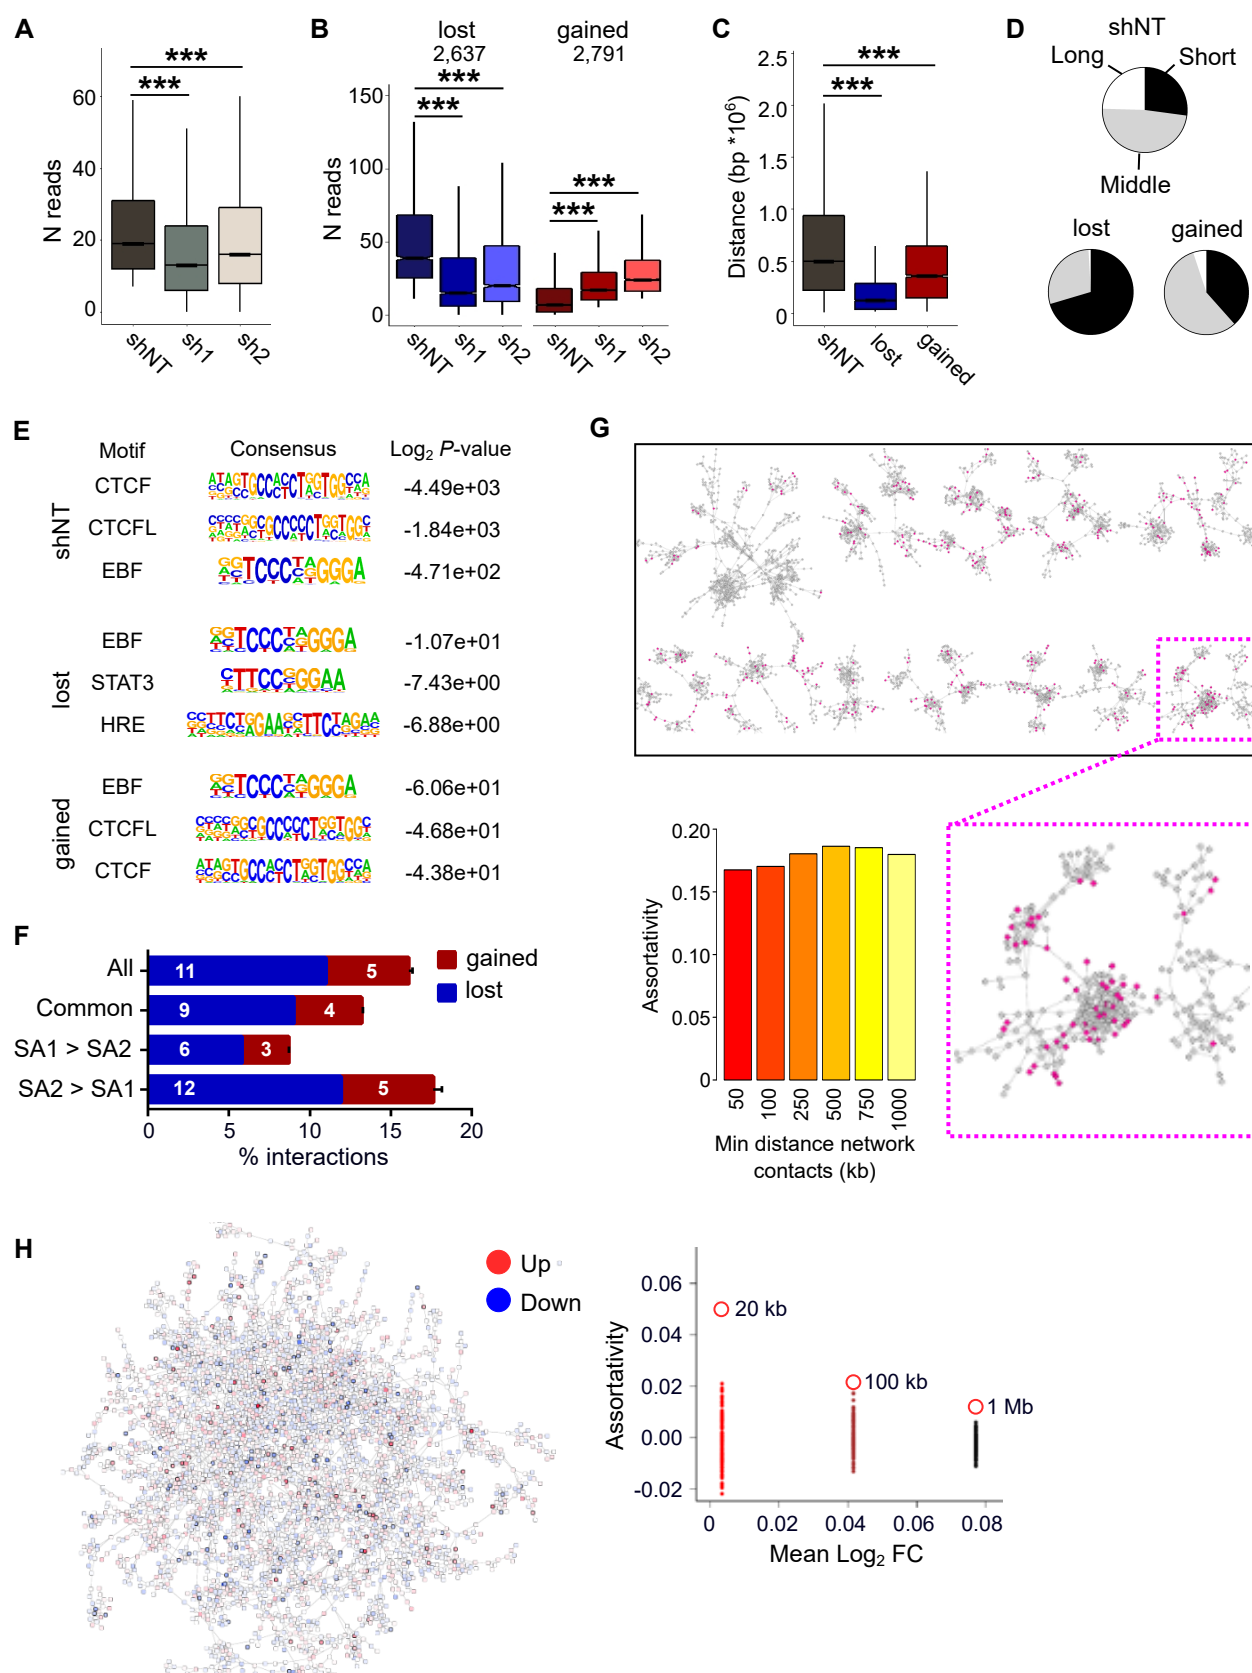 A
***
***
N reads
60
40
20
0
shNT
sh1
sh2
B
lost
2,637
gained
2,791
***
***
***
***
N reads
150
100
50
0
shNT
sh1
sh2
shNT
sh1
sh2
C
***
***
Distance (bp *10⁶)
2.5
2.0
1.5
1.0
0.5
0
shNT
lost
gained
D
shNT
Long
Short
Middle
lost
gained
E
Motif Consensus Log₂ P-value
shNT
CTCF -4.49e+03
CTCFL -1.84e+03
EBF -4.71e+02
lost
EBF -1.07e+01
STAT3 -7.43e+00
HRE -6.88e+00
gained
EBF -6.06e+01
CTCFL -4.68e+01
CTCF -4.38e+01
F
gained
lost
All 11 5
Common 9 4
SA1 > SA2 6 3
SA2 > SA1 12 5
0 5 10 15 20
% interactions
G
Assortativity
0.20
0.15
0.10
0.05
0
50 100 250 500 750 1000
Min distance network
contacts (kb)
H
Up
Down
Assortativity
0.06
0.04
0.02
0.00
-0.02
20 kb
100 kb
1 Mb
0 0.02 0.04 0.06 0.08
Mean Log₂ FC